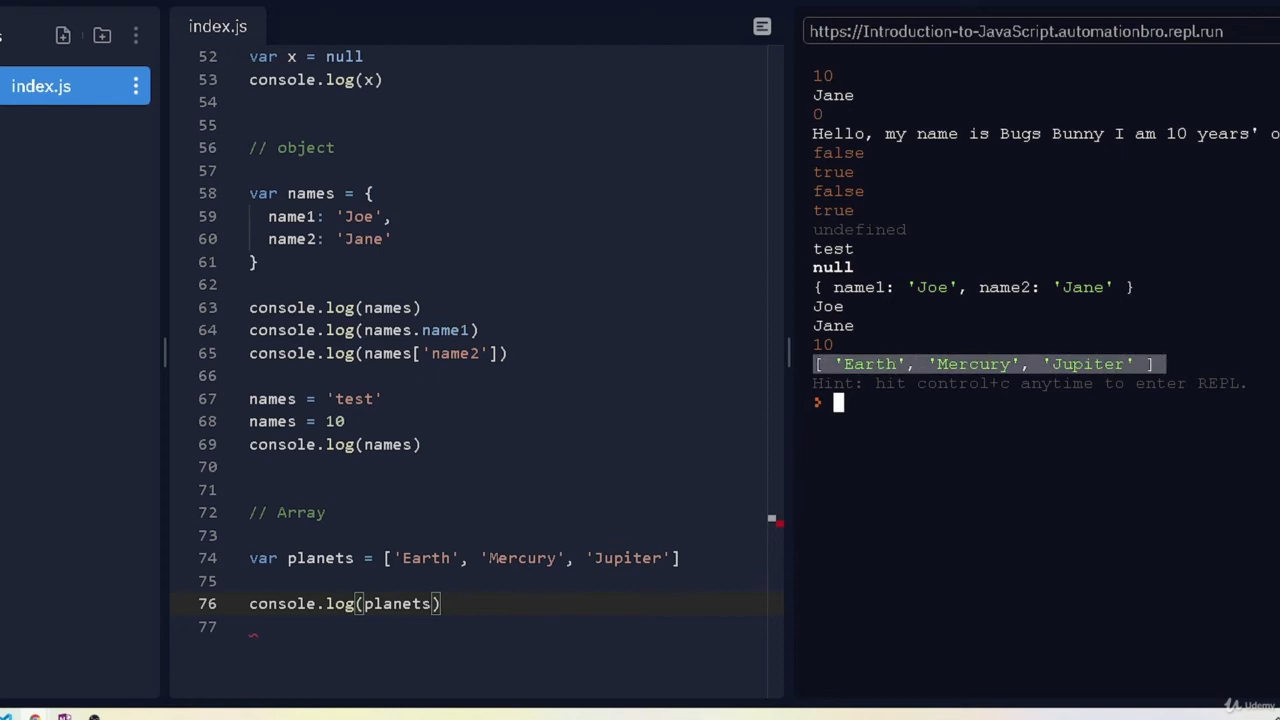 index.js
index.js
52 var x = null
53 console.log(x)
54
55
56 // object
57
58 var names = {
59 name1: 'Joe',
60 name2: 'Jane'
61 }
62
63 console.log(names)
64 console.log(names.name1)
65 console.log(names['name2'])
66
67 names = 'test'
68 names = 10
69 console.log(names)
70
71
72 // Array
73
74 var planets = ['Earth', 'Mercury', 'Jupiter']
75
76 console.log(planets)
77
https://Introduction-to-JavaScript.automationbro.repl.run
10
Jane
0
Hello, my name is Bugs Bunny I am 10 years' o
false
true
false
true
undefined
test
null
{ name1: 'Joe', name2: 'Jane' }
Joe
Jane
10
[ 'Earth', 'Mercury', 'Jupiter' ]
Hint: hit control+c anytime to enter REPL.
>
Udemy